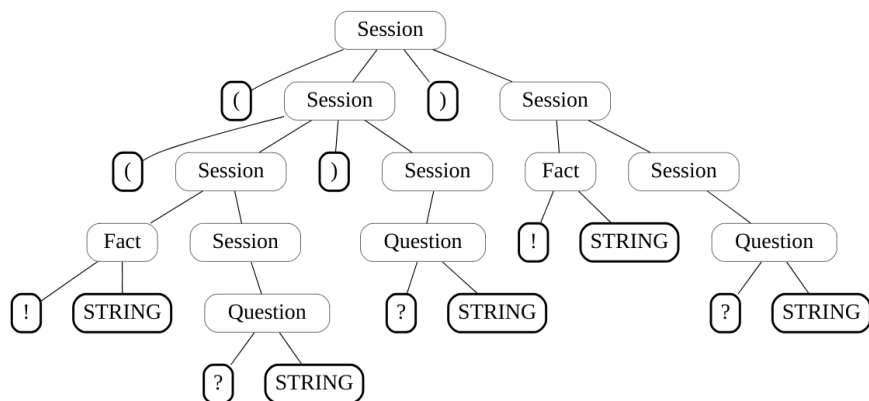 Session
( Session ) Session
( Session ) Session Fact Session
Fact Session Question ! STRING Question
! STRING Question ? STRING ? STRING
? STRING